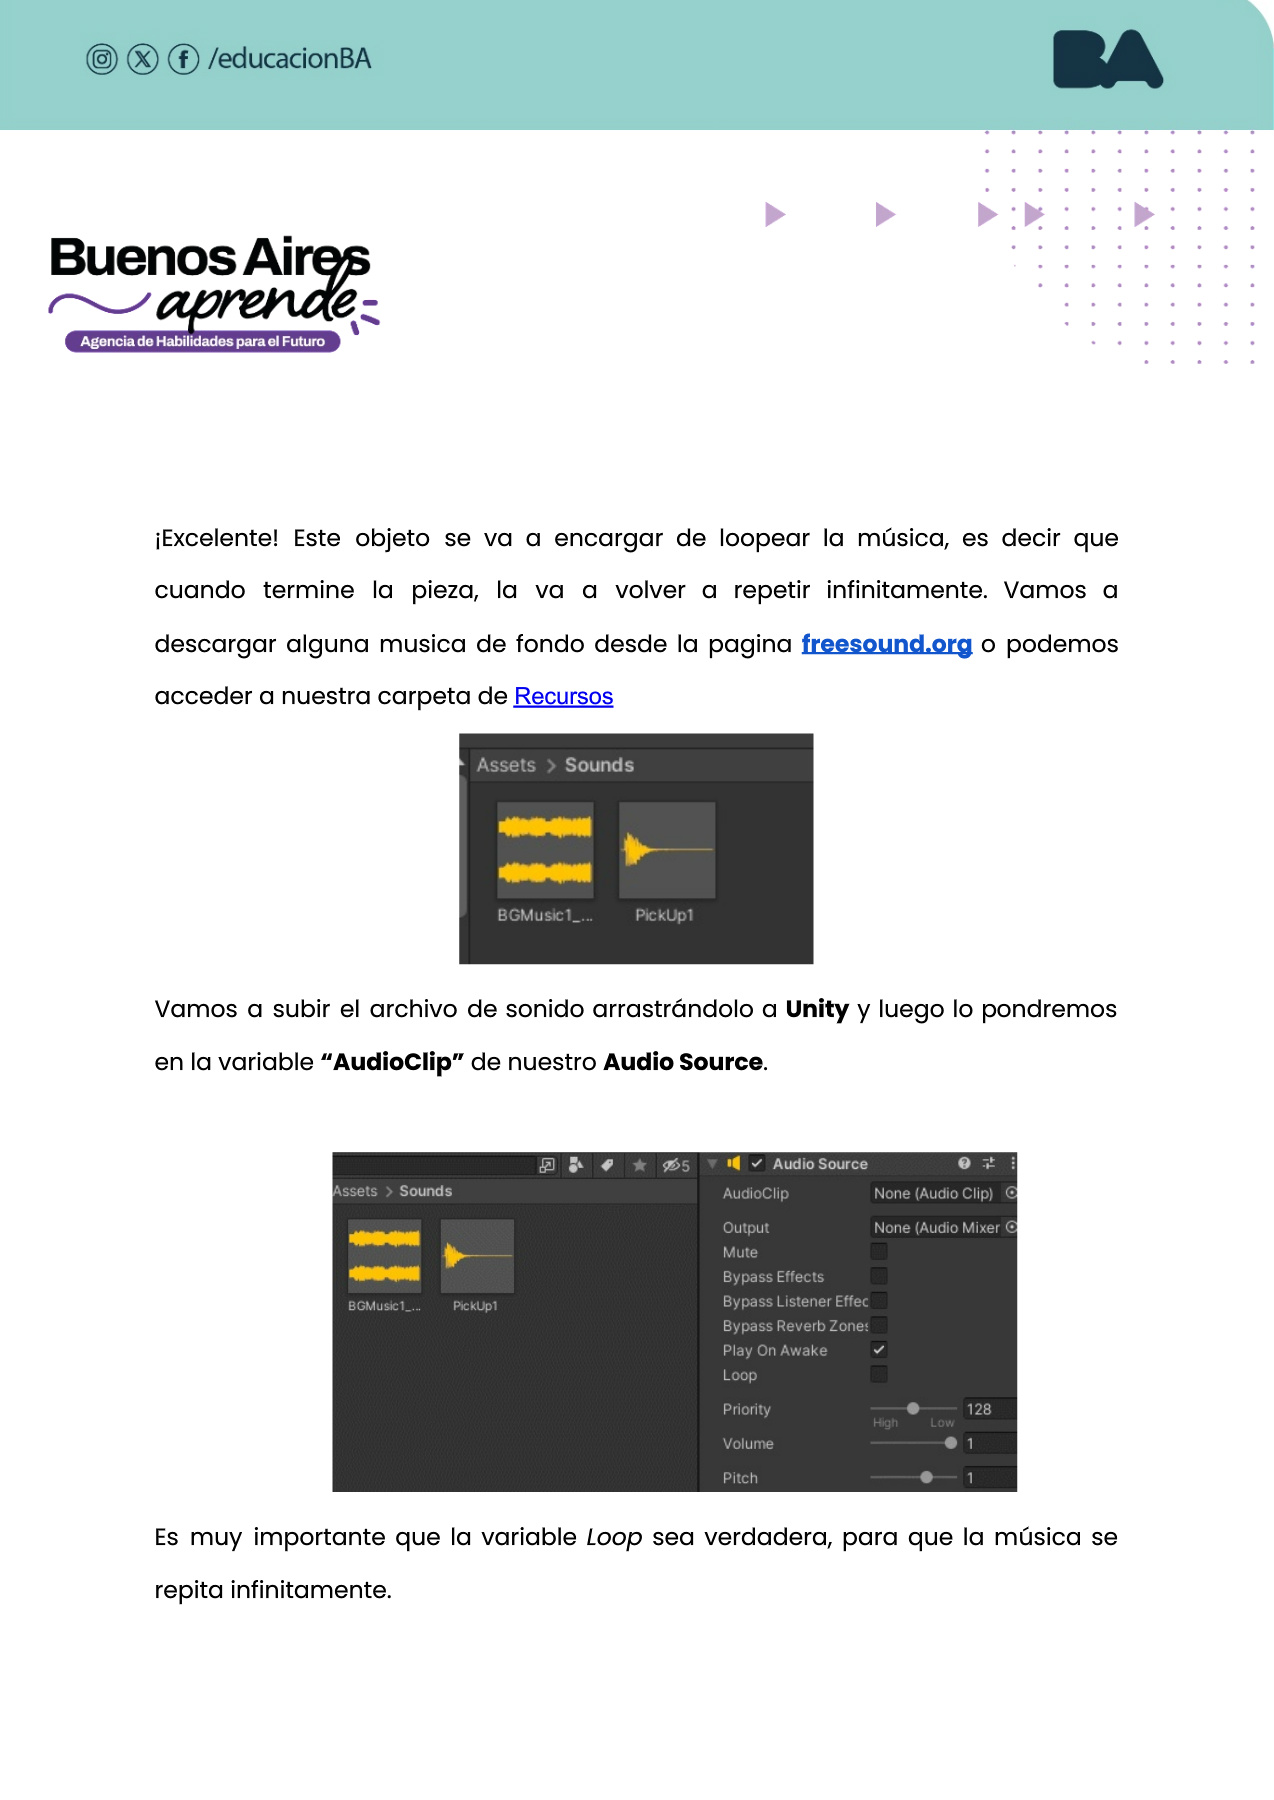 /educacionBA
BA
Buenos Aires
aprende
Agencia de Habilidades para el Futuro
¡Excelente! Este objeto se va a encargar de loopear la música, es decir que
cuando termine la pieza, la va a volver a repetir infinitamente. Vamos a
descargar alguna musica de fondo desde la pagina freesound.org o podemos
acceder a nuestra carpeta de Recursos
Assets > Sounds
BGMusic1_... PickUp1
Vamos a subir el archivo de sonido arrastrándolo a Unity y luego lo pondremos
en la variable “AudioClip” de nuestro Audio Source.
5
Assets > Sounds
BGMusic1_... PickUp1
Audio Source
AudioClip None (Audio Clip)
Output None (Audio Mixer
Mute
Bypass Effects
Bypass Listener Effec
Bypass Reverb Zones
Play On Awake
Loop
Priority 128
High Low
Volume 1
Pitch 1
Es muy importante que la variable Loop sea verdadera, para que la música se
repita infinitamente.